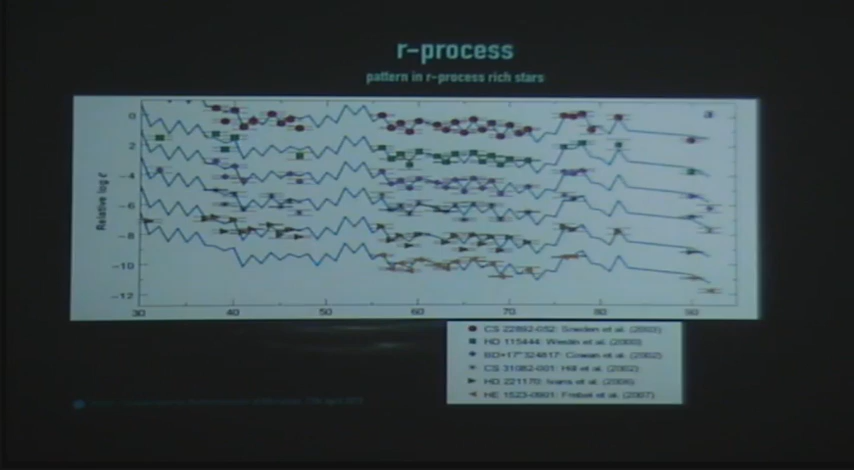 r-process
pattern in r-process rich stars
a
Relative log ε
0
2
-4
-6
-8
-10
-12
30 40 50 60 70 80 90
CS 22892-052: Sneden et al. (2003)
HD 115444: Westin et al. (2000)
BD+17°324817: Cowan et al. (2002)
CS 31082-001: Hill et al. (2002)
HD 221170: Ivans et al. (2006)
HE 1523-0901: Frebel et al. (2007)